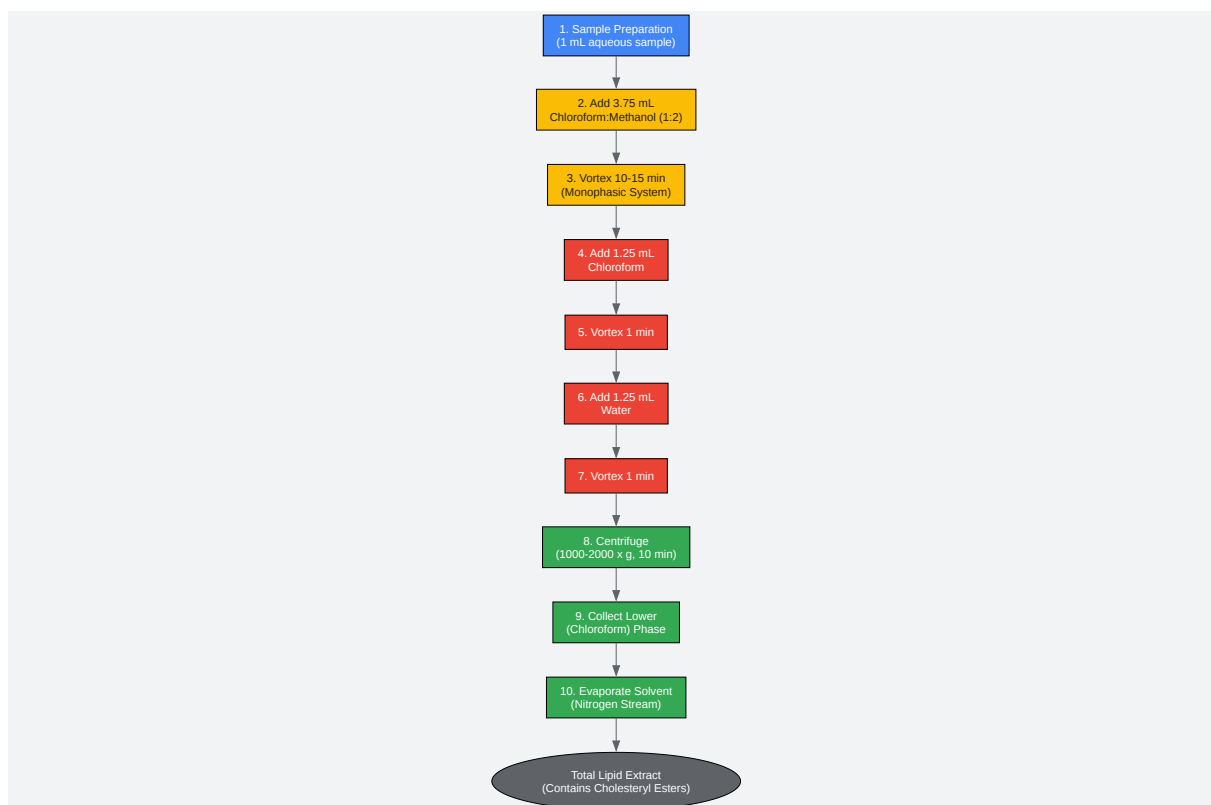 1. Sample Preparation
(1 mL aqueous sample)
2. Add 3.75 mL
Chloroform:Methanol (1:2)
3. Vortex 10-15 min
(Monophasic System)
4. Add 1.25 mL
Chloroform
5. Vortex 1 min
6. Add 1.25 mL
Water
7. Vortex 1 min
8. Centrifuge
(1000-2000 x g, 10 min)
9. Collect Lower
(Chloroform) Phase
10. Evaporate Solvent
(Nitrogen Stream)
Total Lipid Extract
(Contains Cholesteryl Esters)